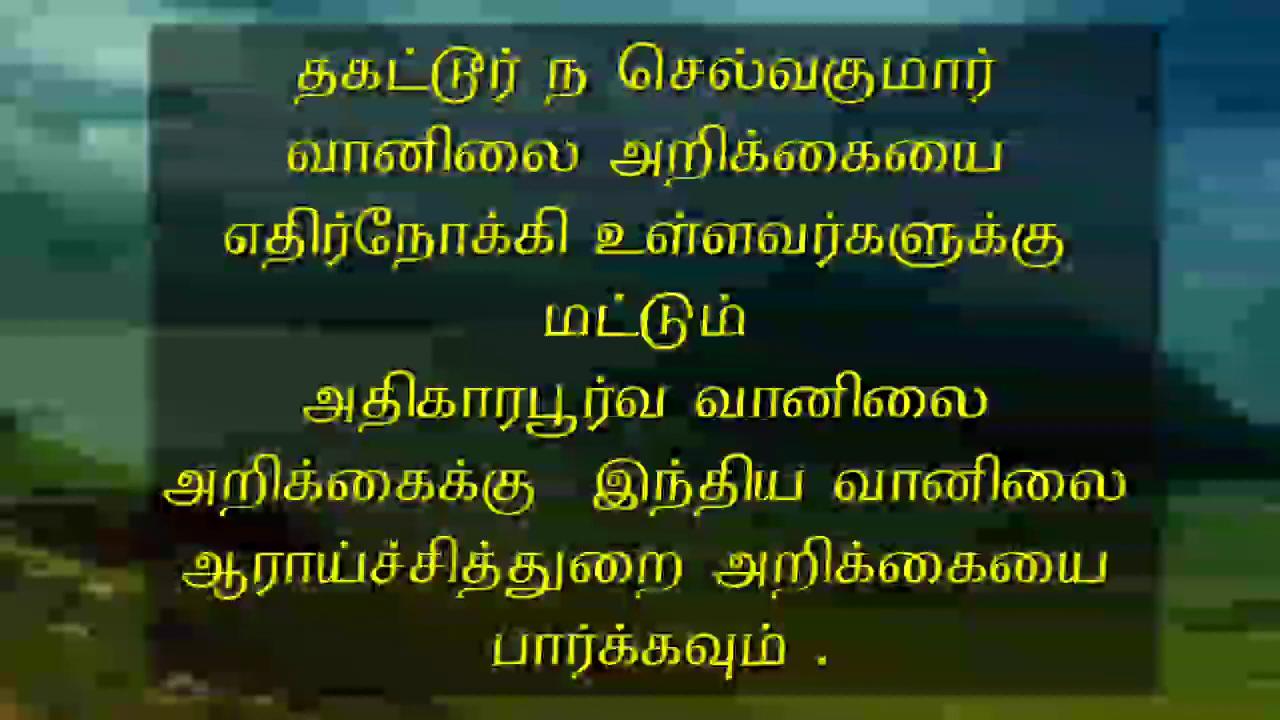 தகட்டூர் ந செல்வகுமார்
வானிலை அறிக்கையை
எதிர்நோக்கி உள்ளவர்களுக்கு
மட்டும்
அதிகாரபூர்வ வானிலை
அறிக்கைக்கு இந்திய வானிலை
ஆராய்ச்சித்துறை அறிக்கையை
பார்க்கவும் .